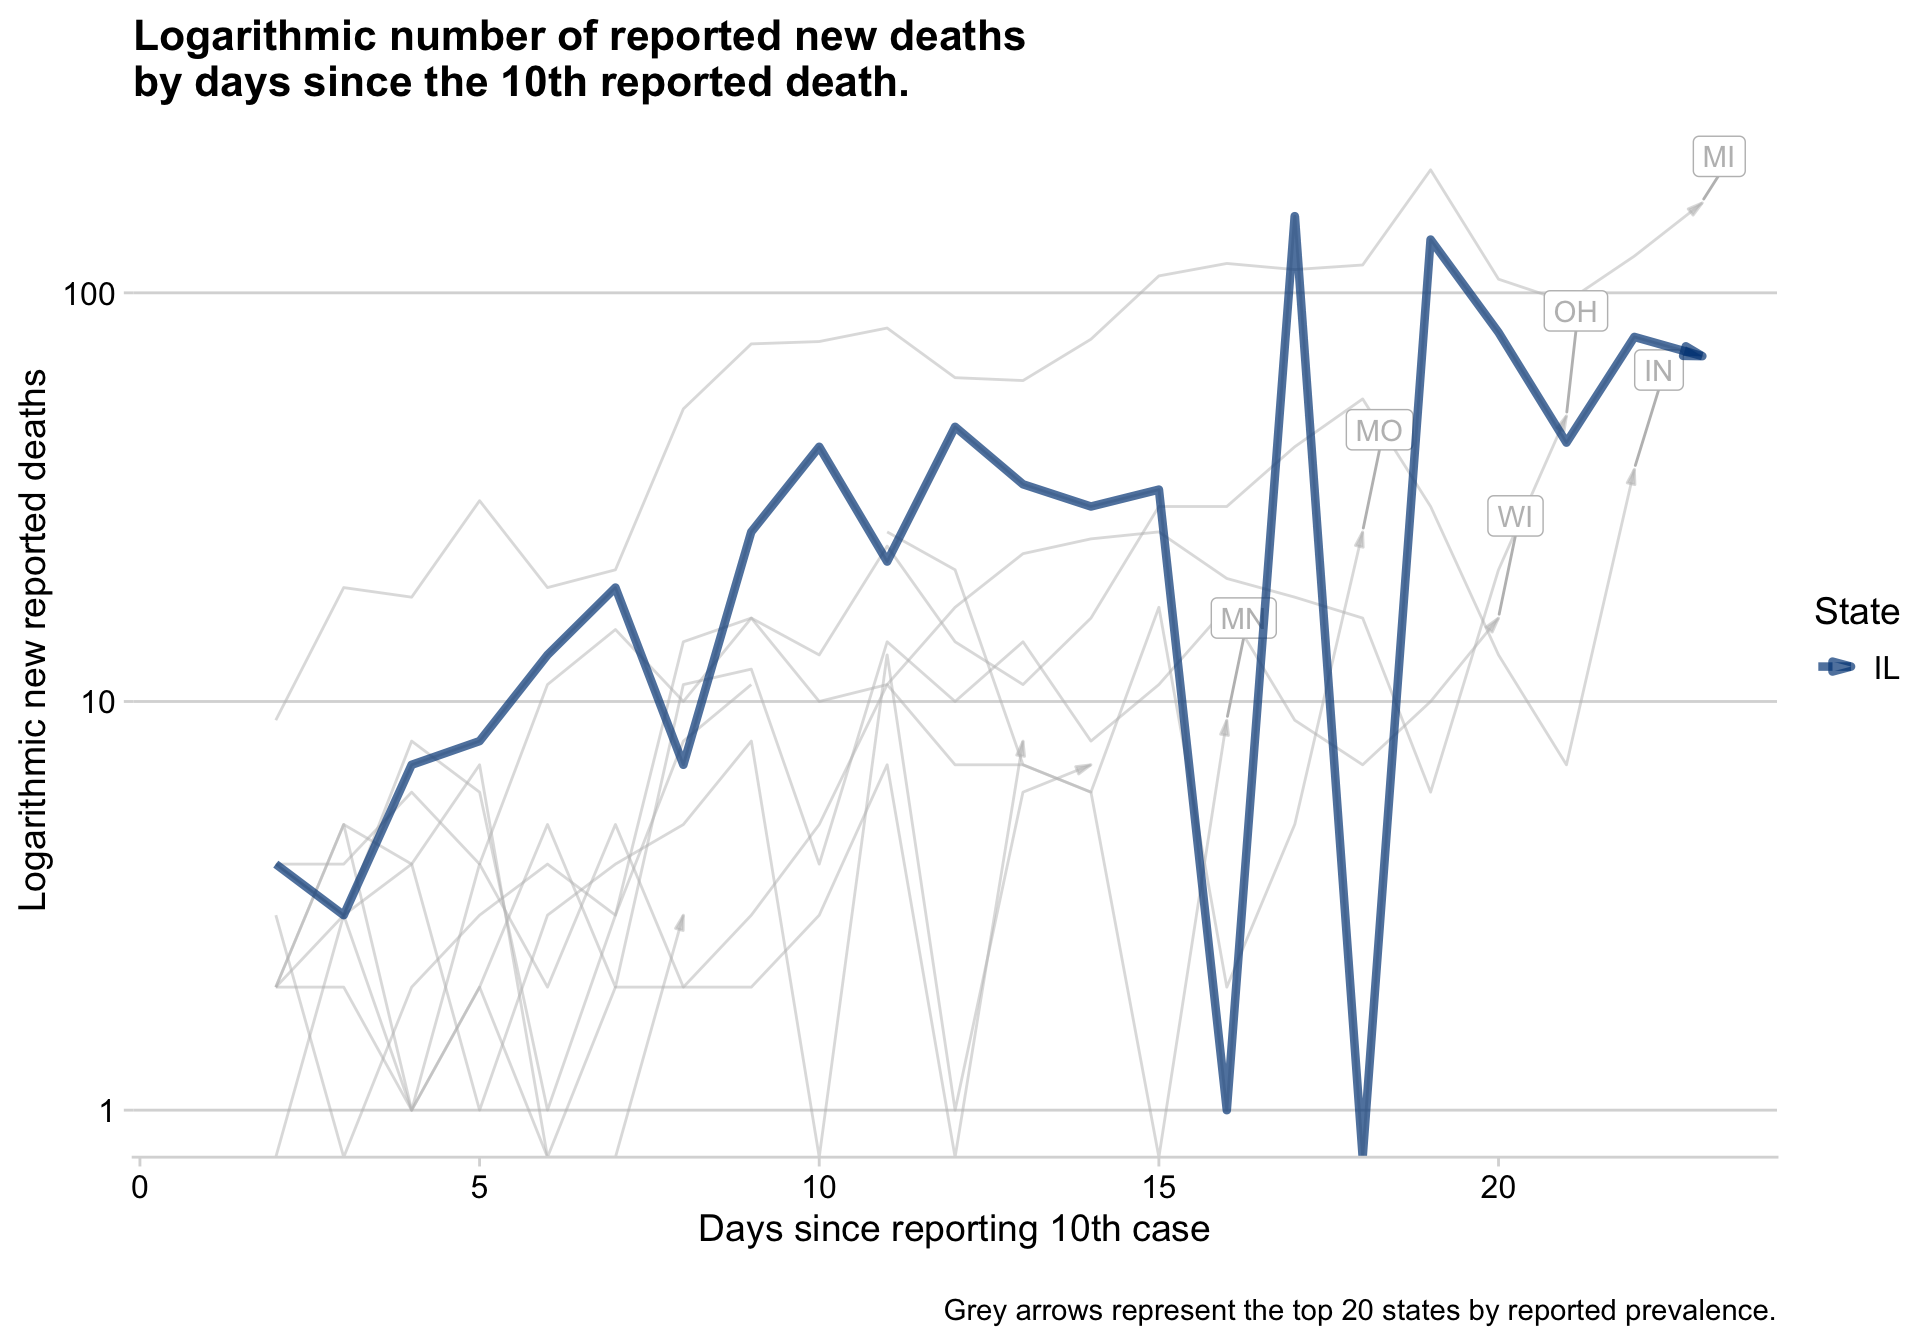 Logarithmic number of reported new deaths
by days since the 10th reported death.
Logarithmic new reported deaths
100
10
1
MI
OH
IN
MO
WI
MN
State
IL
0 5 10 15 20
Days since reporting 10th case
Grey arrows represent the top 20 states by reported prevalence.